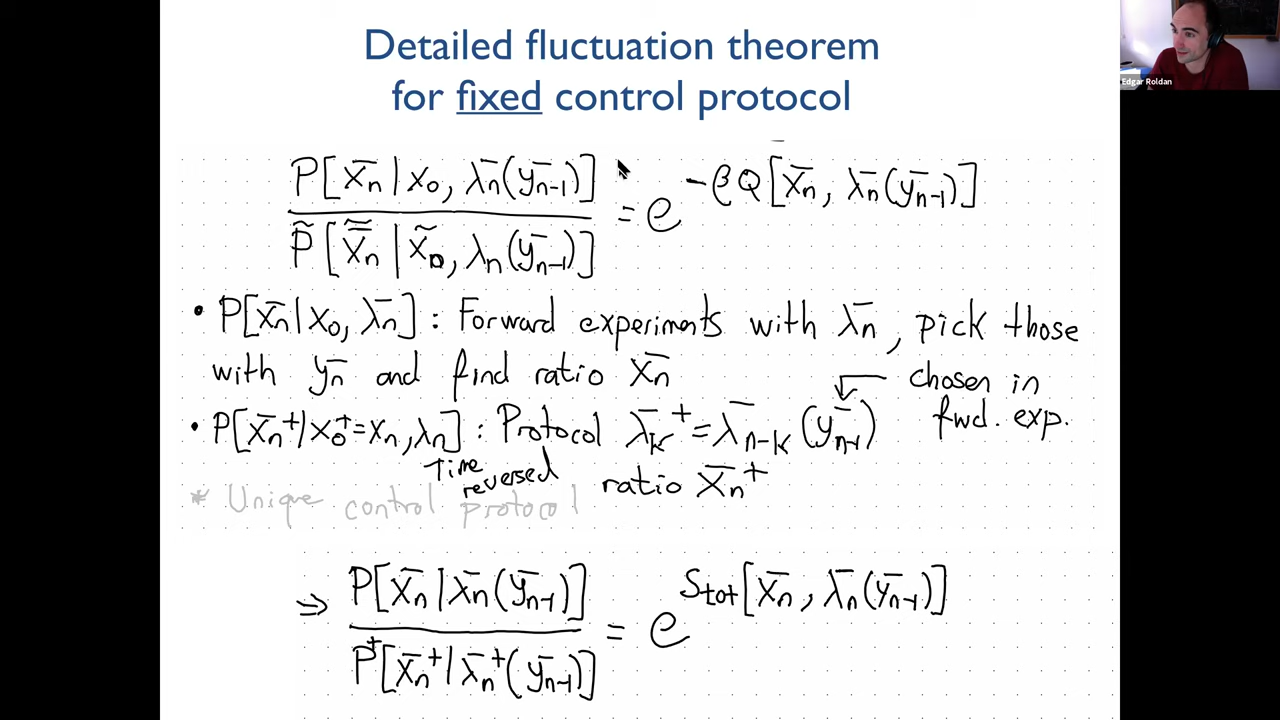 Detailed fluctuation theorem
for fixed control protocol
Edgar Roldan
P[x̄n | x0, λ̄n(ȳn-1)]
= e^{-βQ[x̄n, λ̄n(ȳn-1)]}
P̃[x̄̃n | x̃0, λn(ȳn-1)]
• P[x̄n | x0, λ̄n] : Forward experiments with λ̄n, pick those
with ȳn and find ratio x̄n
chosen in
fwd. exp.
• P[x̄n+ | x0+ = xn, λn] : Protocol λ̄k+ = λ̄n-k (ȳn-1)
Time
reversed
ratio x̄n+
* Unique control protocol
⇒ P[x̄n | x̄n(ȳn-1)]
= e^{Stot[x̄n, λ̄n(ȳn-1)]}
P+[x̄n+ | λ̄n+(ȳn-1)]